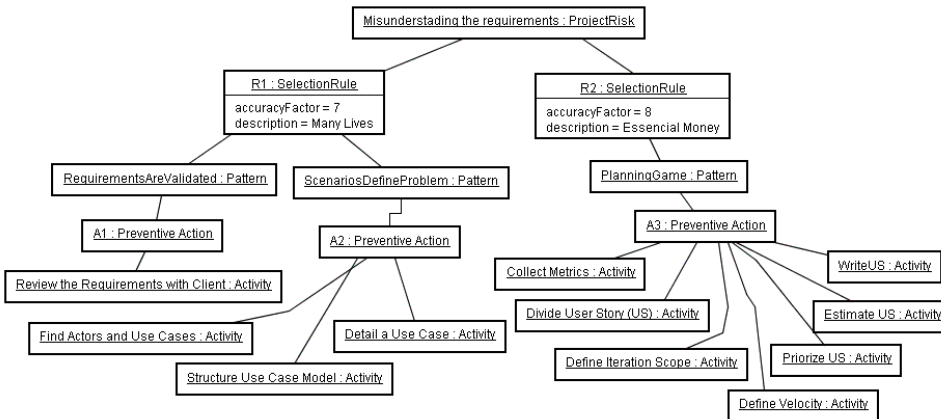 Misunderstading the requirements : ProjectRisk
R1 : SelectionRule
accuracyFactor = 7
description = Many Lives
R2 : SelectionRule
accuracyFactor = 8
description = Essencial Money
RequirementsAreValidated : Pattern
ScenariosDefineProblem : Pattern
PlanningGame : Pattern
A1 : Preventive Action
A2 : Preventive Action
A3 : Preventive Action
Review the Requirements with Client : Activity
Find Actors and Use Cases : Activity
Structure Use Case Model : Activity
Detail a Use Case : Activity
Collect Metrics : Activity
Divide User Story (US) : Activity
Define Iteration Scope : Activity
Define Velocity : Activity
Priorize US : Activity
Estimate US : Activity
WriteUS : Activity